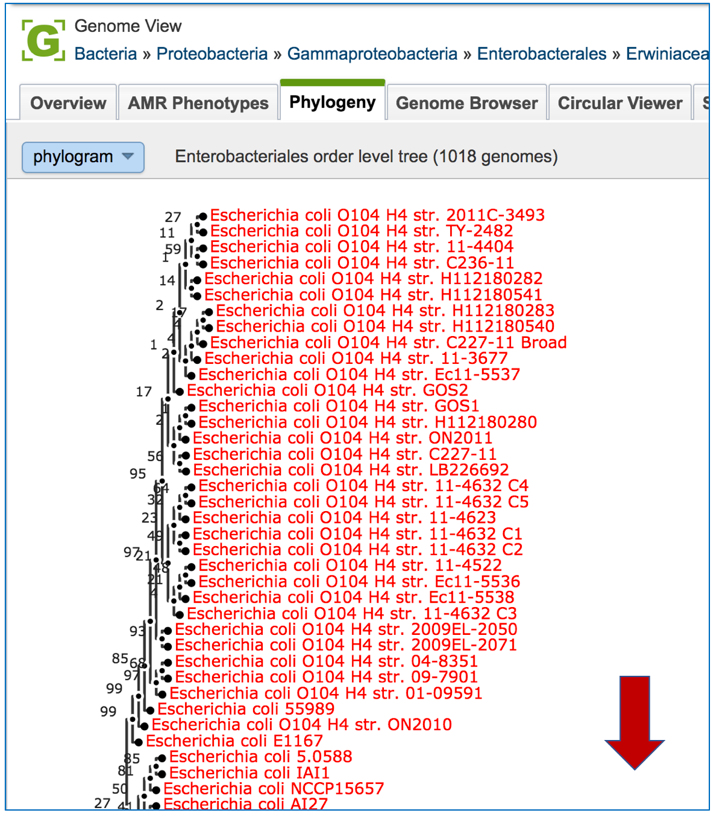 G Genome View
Bacteria » Proteobacteria » Gammaproteobacteria » Enterobacterales » Erwiniacea
Overview AMR Phenotypes Phylogeny Genome Browser Circular Viewer S
phylogram Enterobacteriales order level tree (1018 genomes)
27 Escherichia coli O104 H4 str. 2011C-3493
11 Escherichia coli O104 H4 str. TY-2482
59 Escherichia coli O104 H4 str. 11-4404
1 Escherichia coli O104 H4 str. C236-11
14 Escherichia coli O104 H4 str. H112180282
Escherichia coli O104 H4 str. H112180541
2 17 Escherichia coli O104 H4 str. H112180283
Escherichia coli O104 H4 str. H112180540
1 4 Escherichia coli O104 H4 str. C227-11 Broad
2 Escherichia coli O104 H4 str. 11-3677
Escherichia coli O104 H4 str. Ec11-5537
17 Escherichia coli O104 H4 str. GOS2
1 Escherichia coli O104 H4 str. GOS1
2 Escherichia coli O104 H4 str. H112180280
Escherichia coli O104 H4 str. ON2011
56 Escherichia coli O104 H4 str. C227-11
95 Escherichia coli O104 H4 str. LB226692
64 Escherichia coli O104 H4 str. 11-4632 C4
32 Escherichia coli O104 H4 str. 11-4632 C5
23 Escherichia coli O104 H4 str. 11-4623
49 Escherichia coli O104 H4 str. 11-4632 C1
97 21 Escherichia coli O104 H4 str. 11-4632 C2
48 Escherichia coli O104 H4 str. 11-4522
21 Escherichia coli O104 H4 str. Ec11-5536
Escherichia coli O104 H4 str. Ec11-5538
Escherichia coli O104 H4 str. 11-4632 C3
93 Escherichia coli O104 H4 str. 2009EL-2050
Escherichia coli O104 H4 str. 2009EL-2071
85 68 Escherichia coli O104 H4 str. 04-8351
97 Escherichia coli O104 H4 str. 09-7901
99 Escherichia coli O104 H4 str. 01-09591
99 Escherichia coli 55989
Escherichia coli O104 H4 str. ON2010
Escherichia coli E1167
85 Escherichia coli 5.0588
81 Escherichia coli IAI1
50 Escherichia coli NCCP15657
27 41 Escherichia coli AI27